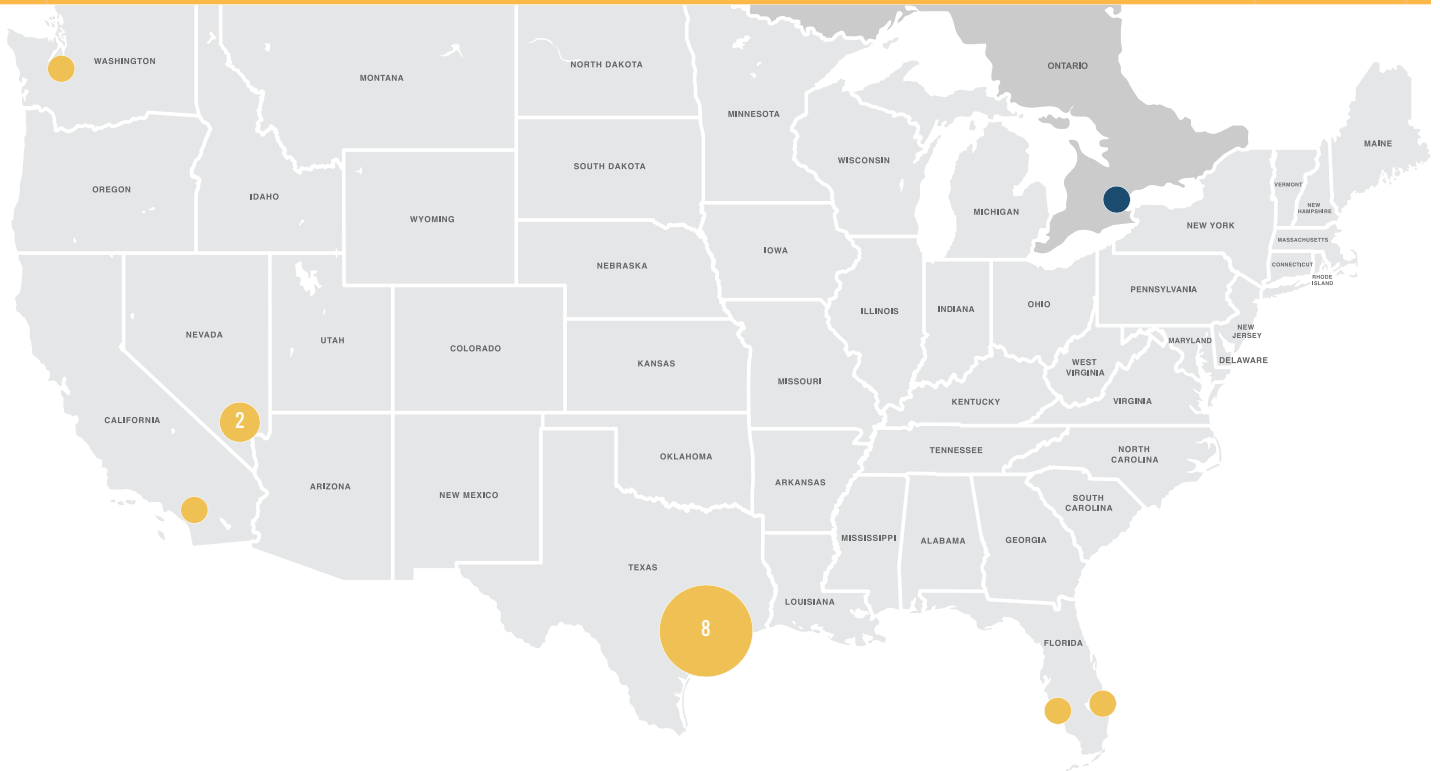 WASHINGTON
MONTANA
NORTH DAKOTA
MINNESOTA
ONTARIO
MAINE
OREGON
IDAHO
WYOMING
SOUTH DAKOTA
WISCONSIN
MICHIGAN
VERMONT
NEW
HAMPSHIRE
NEW YORK
MASSACHUSETTS
CONNECTICUT
RHODE
ISLAND
NEBRASKA
IOWA
ILLINOIS
INDIANA
OHIO
PENNSYLVANIA
NEW
JERSEY
MARYLAND
DELAWARE
NEVADA
UTAH
COLORADO
KANSAS
MISSOURI
WEST
VIRGINIA
KENTUCKY
VIRGINIA
CALIFORNIA
2
ARIZONA
NEW MEXICO
OKLAHOMA
ARKANSAS
TENNESSEE
NORTH
CAROLINA
SOUTH
CAROLINA
MISSISSIPPI
ALABAMA
GEORGIA
TEXAS
LOUISIANA
8
FLORIDA